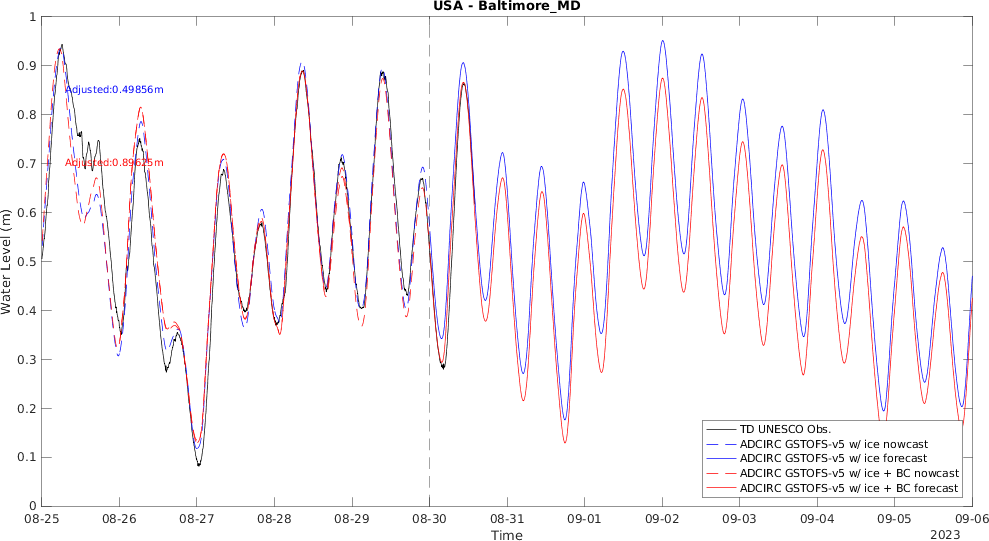 USA - Baltimore_MD
1
0.9
0.8
0.7
0.6
0.5
0.4
0.3
0.2
0.1
0
Water Level (m)
Adjusted:0.49856m
Adjusted:0.89625m
TD UNESCO Obs.
ADCIRC GSTOFS-v5 w/ ice nowcast
ADCIRC GSTOFS-v5 w/ ice forecast
ADCIRC GSTOFS-v5 w/ ice + BC nowcast
ADCIRC GSTOFS-v5 w/ ice + BC forecast
08-25 08-26 08-27 08-28 08-29 08-30 08-31 09-01 09-02 09-03 09-04 09-05 09-06
Time
2023